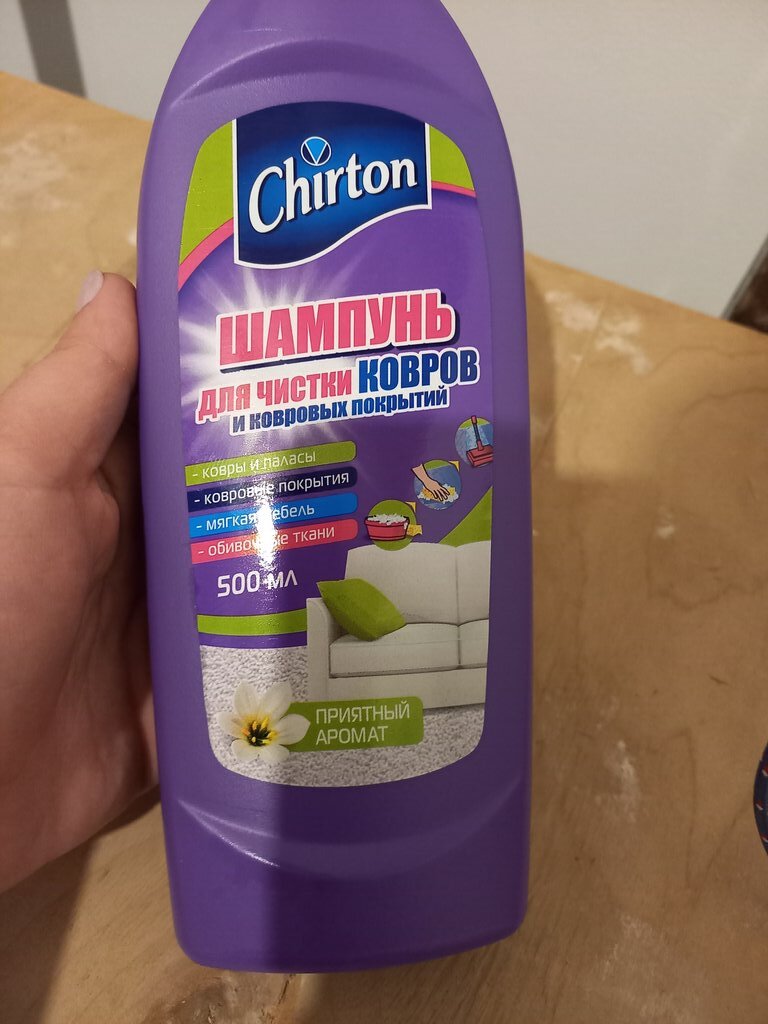 Chirton
ШАМПУНЬ
ДЛЯ ЧИСТКИ КОВРОВ
И КОВРОВЫХ ПОКРЫТИЙ
- ковры и паласы
- ковровые покрытия
- мягкая мебель
- обивочные ткани
500 мл
ПРИЯТНЫЙ
АРОМАТ